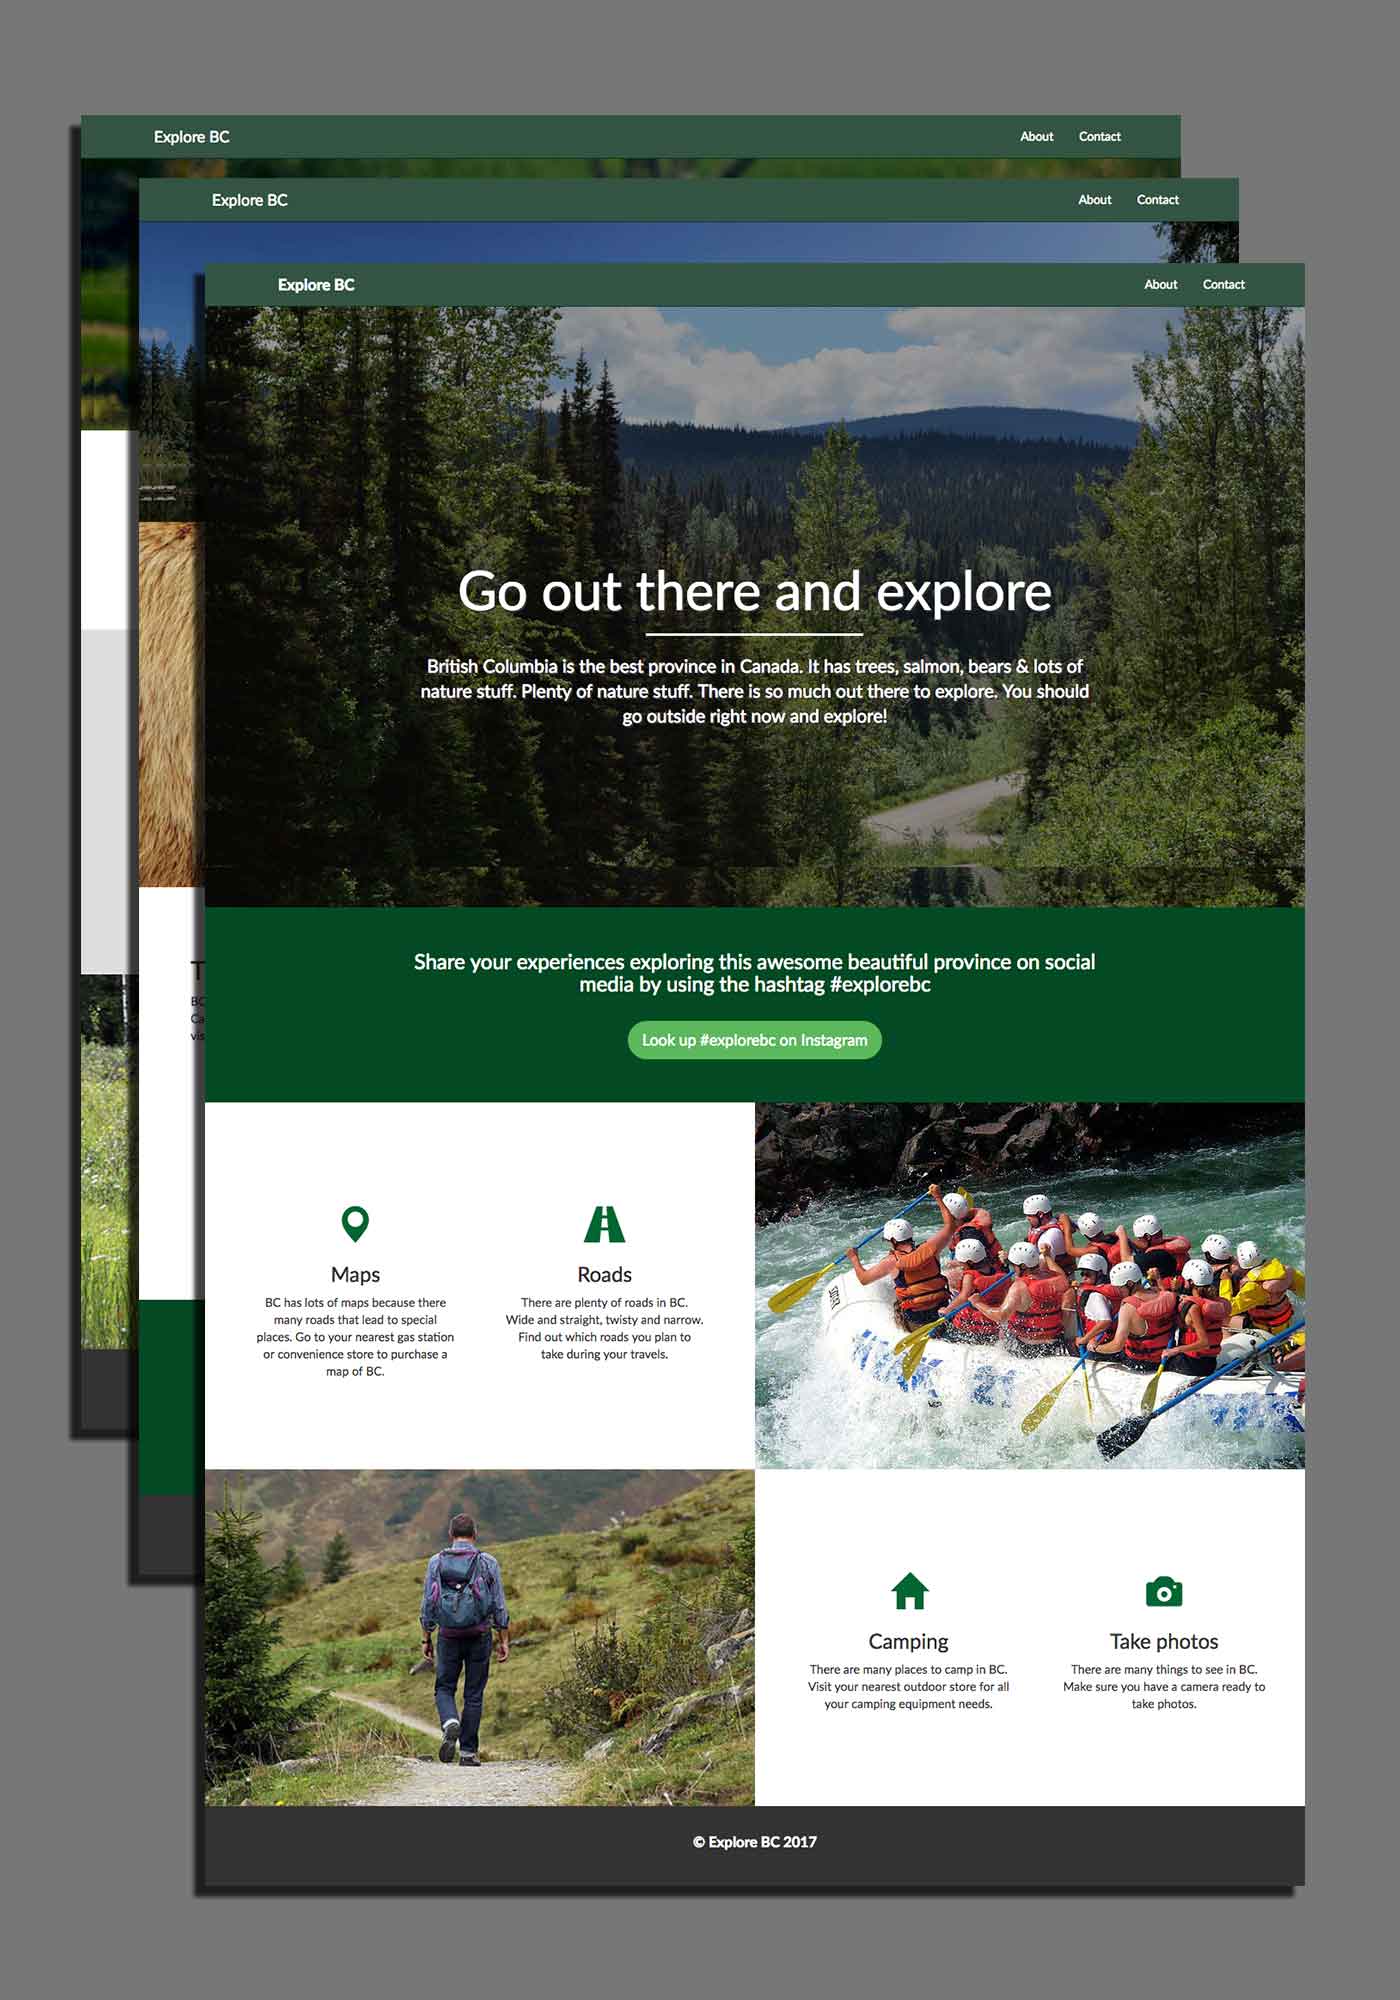 Explore BC
About
Contact
Explore BC
About
Contact
Explore BC
About
Contact
Go out there and explore
British Columbia is the best province in Canada. It has trees, salmon, bears & lots of
nature stuff. Plenty of nature stuff. There is so much out there to explore. You should
go outside right now and explore!
Share your experiences exploring this awesome beautiful province on social
media by using the hashtag #explorebc
Look up #explorebc on Instagram
Maps
BC has lots of maps because there
many roads that lead to special
places. Go to your nearest gas station
or convenience store to purchase a
map of BC.
Roads
There are plenty of roads in BC.
Wide and straight, twisty and narrow.
Find out which roads you plan to
take during your travels.
Camping
There are many places to camp in BC.
Visit your nearest outdoor store for all
your camping equipment needs.
Take photos
There are many things to see in BC.
Make sure you have a camera ready to
take photos.
© Explore BC 2017